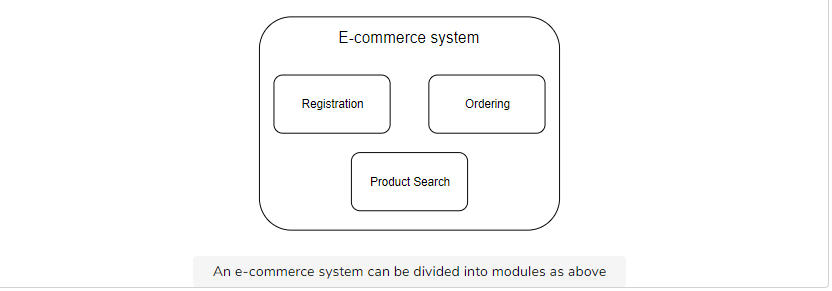 E-commerce system
Registration
Ordering
Product Search
An e-commerce system can be divided into modules as above